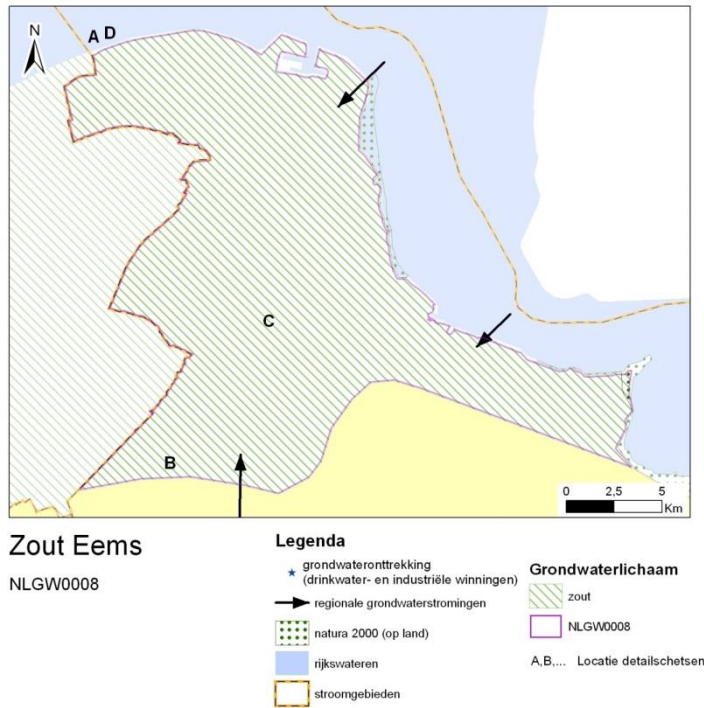 N
A D
C
B
0 2,5 5
Km
Zout Eems
NLGW0008
Legenda
grondwateronttrekking
(drinkwater- en industriële winningen)
regionale grondwaterstromingen
natura 2000 (op land)
rijkswateren
stroomgebieden
Grondwaterlichaam
zout
NLGW0008
A,B,... Locatie detailschetsen